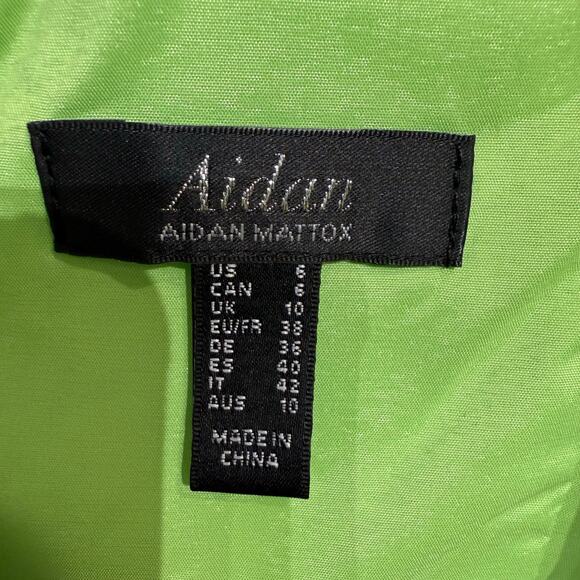 Aidan
AIDAN MATTOX
US 6
CAN 6
UK 10
EU/FR 38
DE 36
ES 40
IT 42
AUS 10
MADE IN
CHINA